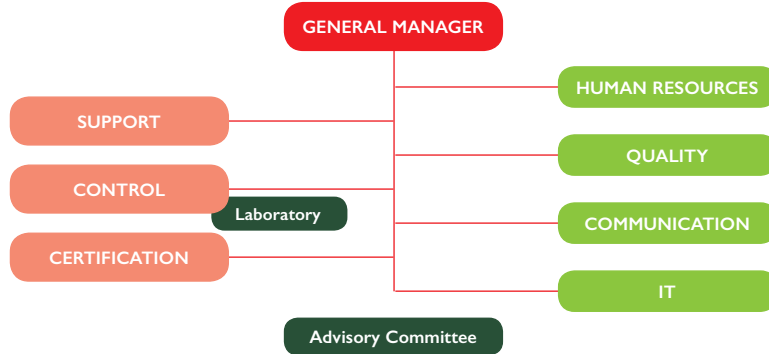 GENERAL MANAGER
HUMAN RESOURCES
SUPPORT
QUALITY
CONTROL
Laboratory
COMMUNICATION
CERTIFICATION
IT
Advisory Committee